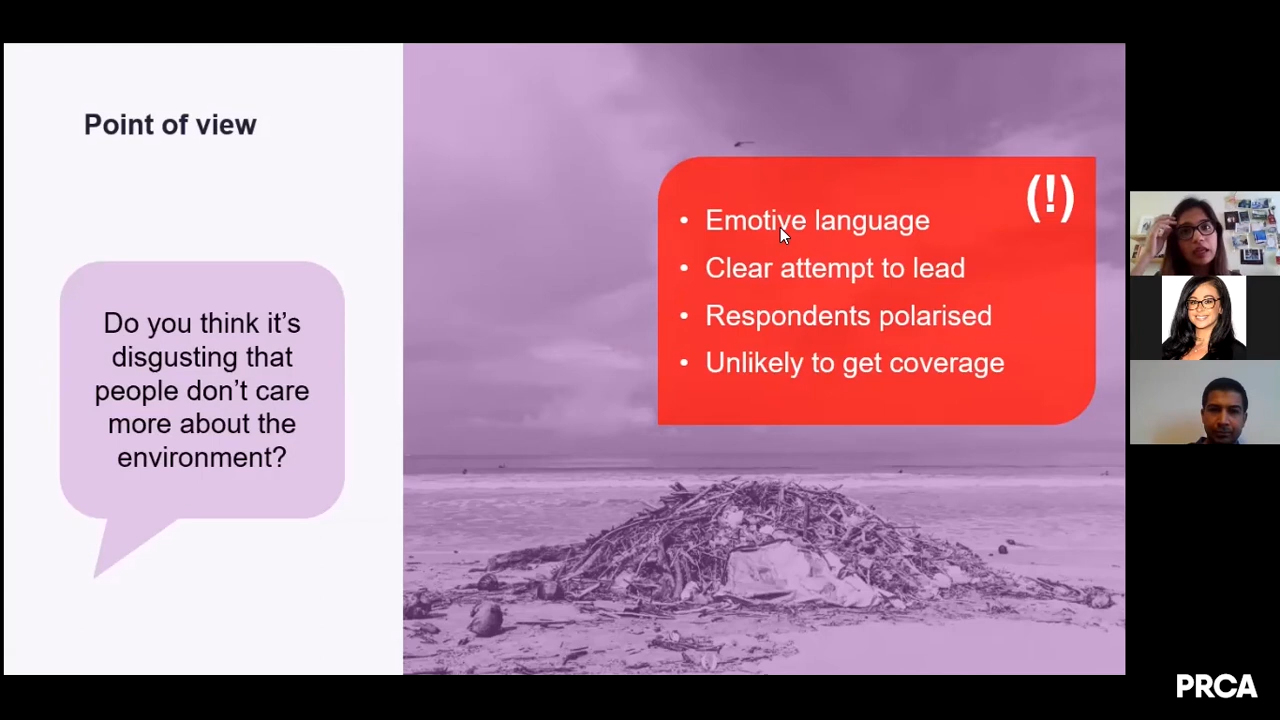 Point of view
Do you think it’s
disgusting that
people don’t care
more about the
environment?
(!)
• Emotive language
• Clear attempt to lead
• Respondents polarised
• Unlikely to get coverage
PRCA